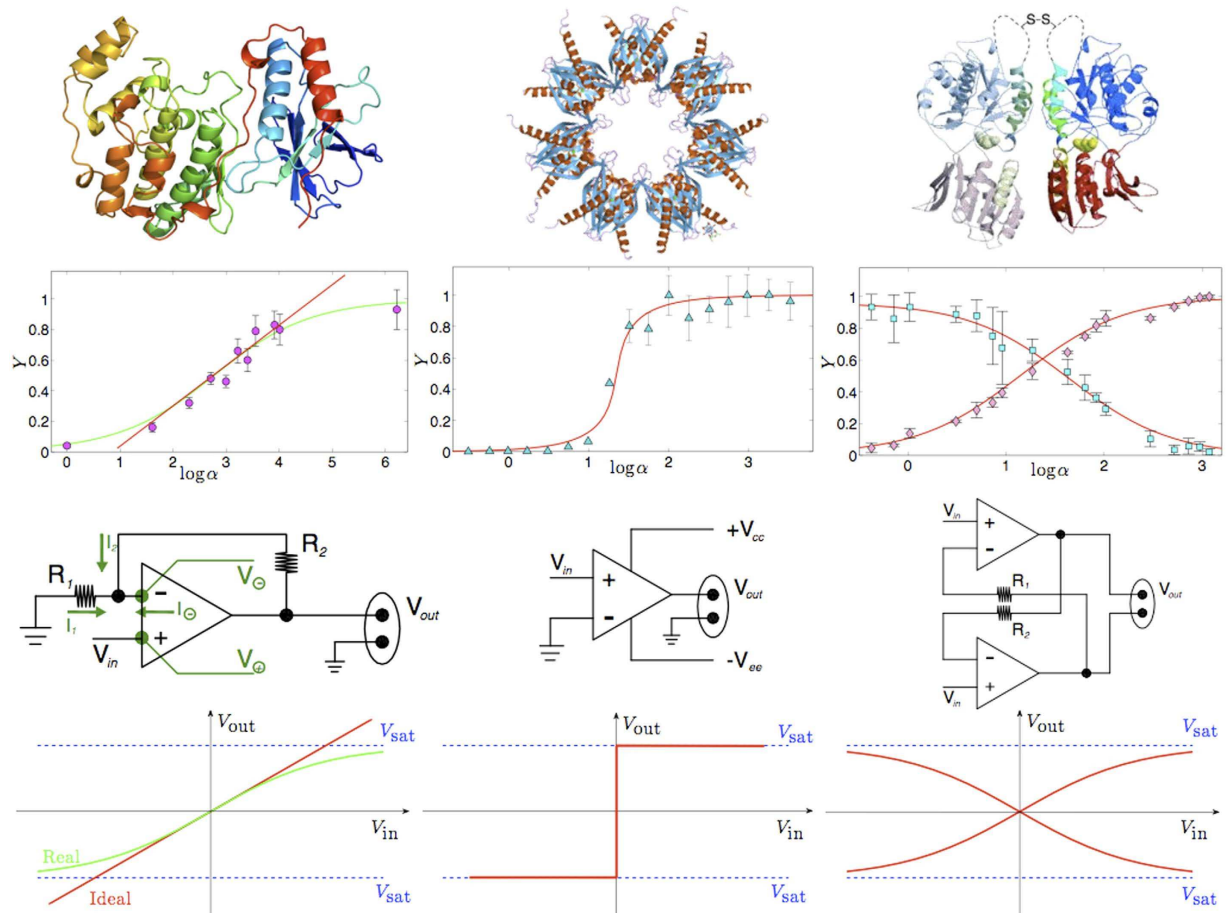 S-S
1
0.8
0.6
Y
0.4
0.2
0
0 1 2 3 4 5 6
log α
1
0.8
0.6
Y
0.4
0.2
0
0 1 2 3
log α
1
0.8
0.6
Y
0.4
0.2
0
0 1 2 3
log α
I2
R2
R1
V⊖
-
I⊖
I1
+
Vin
V⊕
Vout
+Vcc
Vin
+
-
Vout
-Vee
Vin
+
-
R1
R2
-
+
Vin
Vout
Vout
Vsat
Vin
Real
Ideal
Vsat
Vout
Vsat
Vin
Vsat
Vout
Vsat
Vin
Vsat